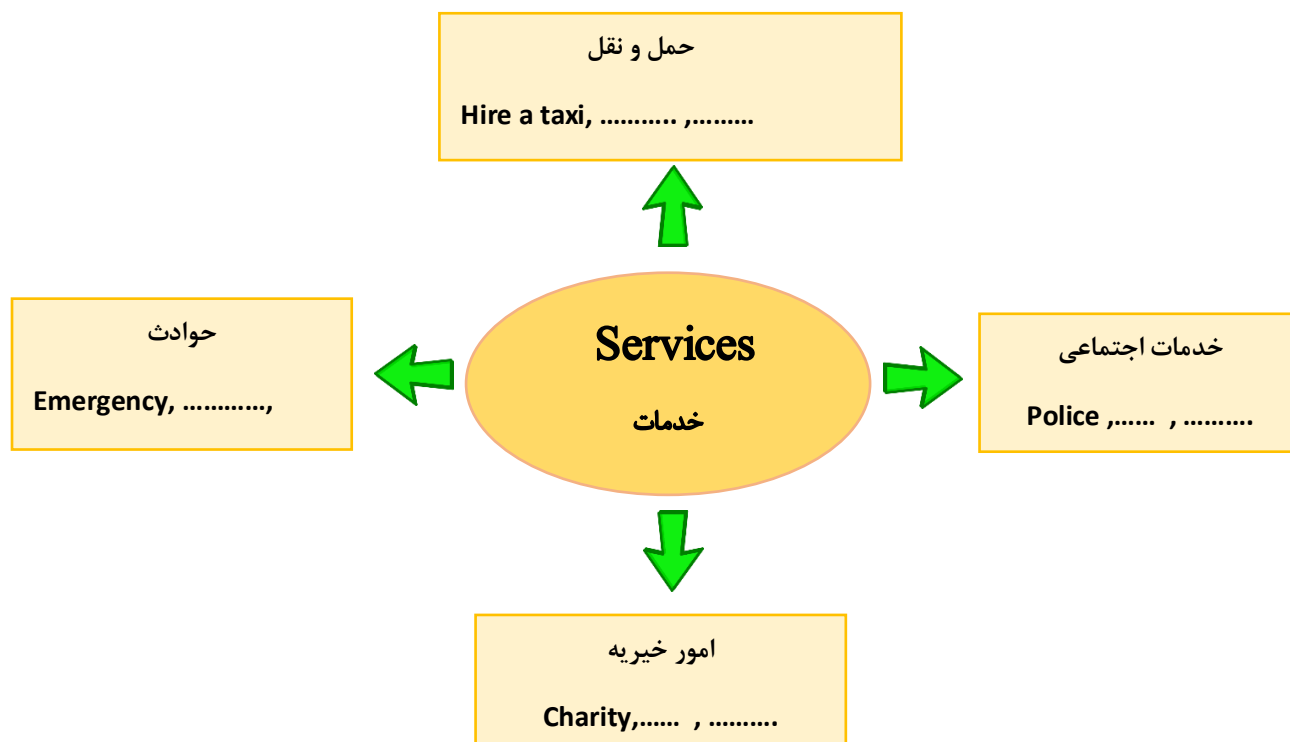 حمل و نقل
Hire a taxi, ……….. ,………
حوادث
Emergency, …………,
Services
خدمات
خدمات اجتماعی
Police ,…… , ……….
امور خیریه
Charity,…… , ……….